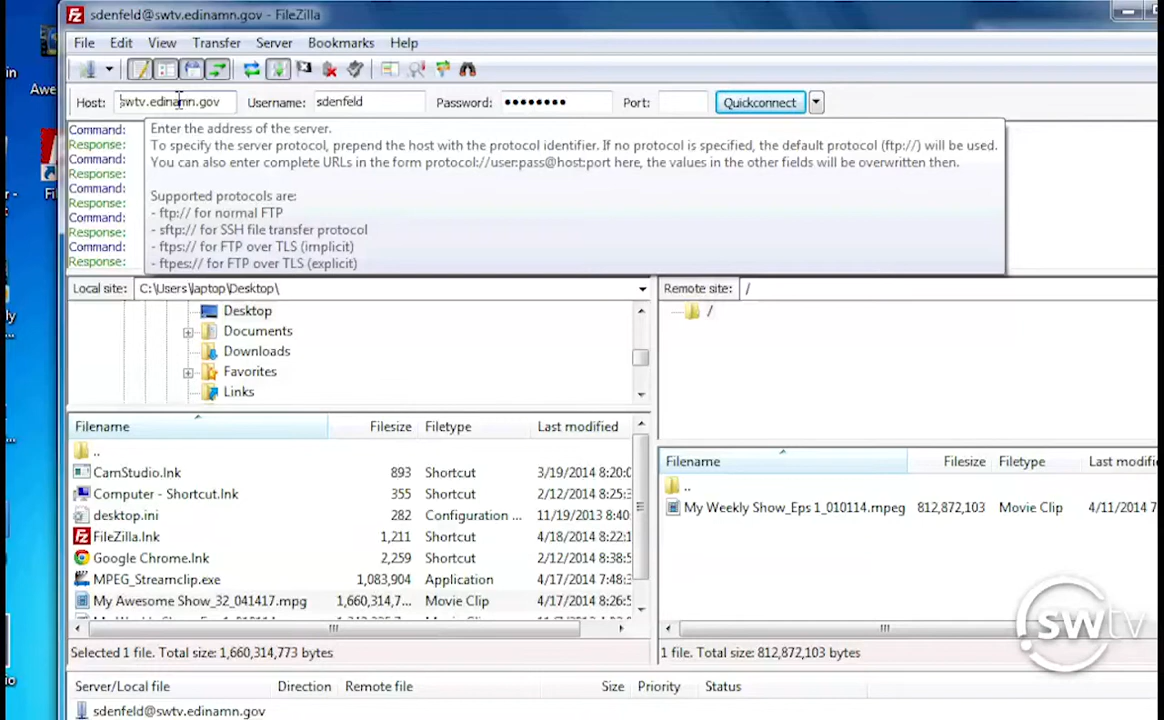 sdenfeld@swtv.edinamn.gov - FileZilla
File Edit View Transfer Server Bookmarks Help
Host: swtv.edinamn.gov Username: sdenfeld Password: ●●●●●●●● Port: Quickconnect
Command:
Response:
Command:
Response:
Command:
Response:
Command:
Response:
Command:
Response:
Enter the address of the server.
To specify the server protocol, prepend the host with the protocol identifier. If no protocol is specified, the default protocol (ftp://) will be used.
You can also enter complete URLs in the form protocol://user:pass@host:port here, the values in the other fields will be overwritten then.
Supported protocols are:
- ftp:// for normal FTP
- sftp:// for SSH file transfer protocol
- ftps:// for FTP over TLS (implicit)
- ftpes:// for FTP over TLS (explicit)
Local site: C:\Users\laptop\Desktop\
Desktop
Documents
Downloads
Favorites
Links
Remote site: /
/
Filename Filesize Filetype Last modified
..
CamStudio.lnk 893 Shortcut 3/19/2014 8:20:0
Computer - Shortcut.lnk 355 Shortcut 2/12/2014 8:25:3
desktop.ini 282 Configuration ... 11/19/2013 8:40
FileZilla.lnk 1,211 Shortcut 4/18/2014 8:22:1
Google Chrome.lnk 2,259 Shortcut 2/12/2014 8:38:5
MPEG_Streamclip.exe 1,083,904 Application 4/17/2014 7:48:3
My Awesome Show_32_041417.mpg 1,660,314,7... Movie Clip 4/17/2014 8:26:5
Selected 1 file. Total size: 1,660,314,773 bytes
Filename Filesize Filetype Last modifie
..
My Weekly Show_Eps 1_010114.mpeg 812,872,103 Movie Clip 4/11/2014 7
1 file. Total size: 812,872,103 bytes
Server/Local file Direction Remote file Size Priority Status
sdenfeld@swtv.edinamn.gov
swtv